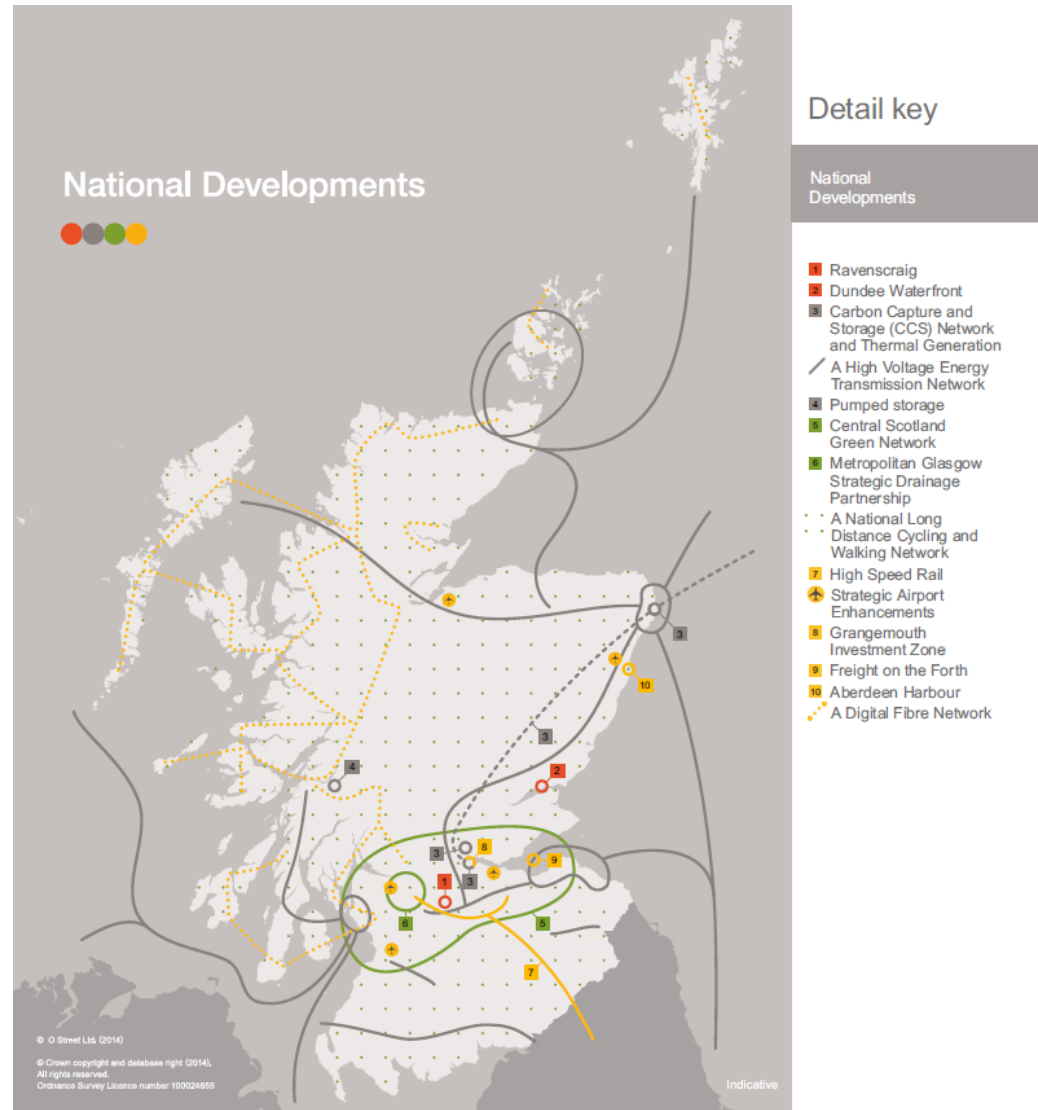 National Developments
3
10
3
2
4
3
8
9
1
3
6
5
7
© O Street Ltd. (2014)
© Crown copyright and database right (2014).
All rights reserved.
Ordnance Survey Licence number 100024655
Indicative
Detail key
National
Developments
1 Ravenscraig
2 Dundee Waterfront
3 Carbon Capture and
Storage (CCS) Network
and Thermal Generation
A High Voltage Energy
Transmission Network
4 Pumped storage
5 Central Scotland
Green Network
6 Metropolitan Glasgow
Strategic Drainage
Partnership
A National Long
Distance Cycling and
Walking Network
7 High Speed Rail
Strategic Airport
Enhancements
8 Grangemouth
Investment Zone
9 Freight on the Forth
10 Aberdeen Harbour
A Digital Fibre Network